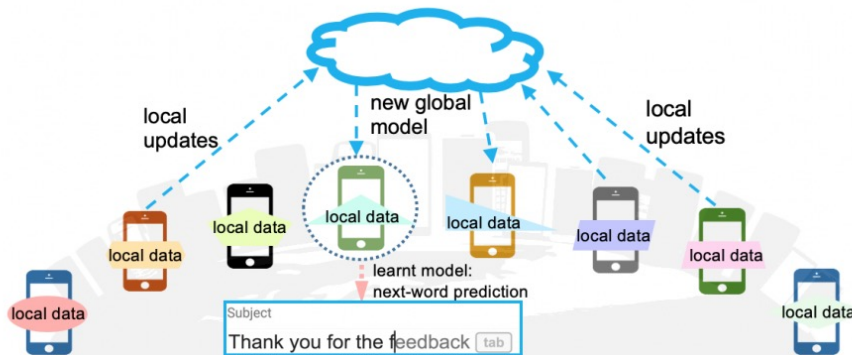 local
updates
new global
model
local
updates
local data
local data
local data
local data
local data
local data
local data
local data
learnt model:
next-word prediction
Subject
Thank you for the feedback tab